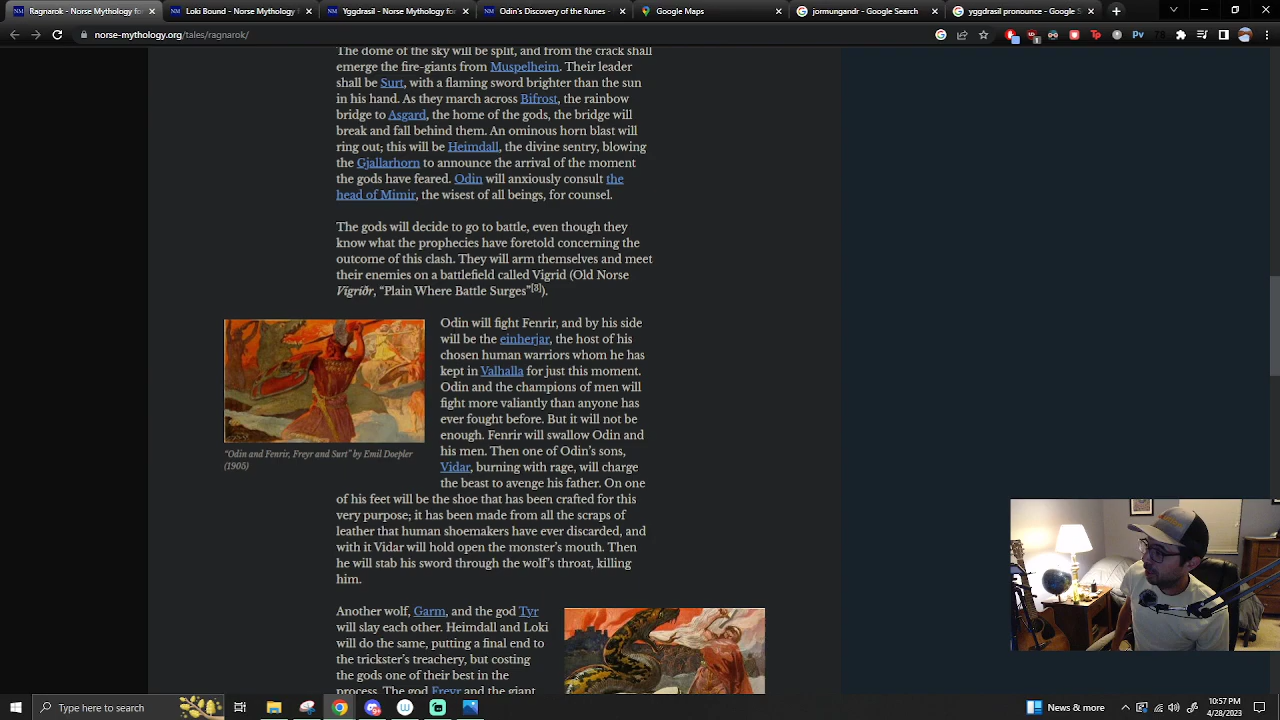 Ragnarok - Norse Mythology fo
Loki Bound - Norse Mythology
Yggdrasil - Norse Mythology fo
Odin's Discovery of the Runes -
Google Maps
jormungandr - Google Search
yggdrasil pronounce - Google S
norse-mythology.org/tales/ragnarok/
The dome of the sky will be split, and from the crack shall
emerge the fire-giants from Muspelheim. Their leader
shall be Surt, with a flaming sword brighter than the sun
in his hand. As they march across Bifrost, the rainbow
bridge to Asgard, the home of the gods, the bridge will
break and fall behind them. An ominous horn blast will
ring out; this will be Heimdall, the divine sentry, blowing
the Gjallarhorn to announce the arrival of the moment
the gods have feared. Odin will anxiously consult the
head of Mimir, the wisest of all beings, for counsel.
The gods will decide to go to battle, even though they
know what the prophecies have foretold concerning the
outcome of this clash. They will arm themselves and meet
their enemies on a battlefield called Vigrid (Old Norse
Vígríðr, “Plain Where Battle Surges”[3]).
Odin will fight Fenrir, and by his side
will be the einherjar, the host of his
chosen human warriors whom he has
kept in Valhalla for just this moment.
Odin and the champions of men will
fight more valiantly than anyone has
ever fought before. But it will not be
enough. Fenrir will swallow Odin and
his men. Then one of Odin’s sons,
Vidar, burning with rage, will charge
the beast to avenge his father. On one
of his feet will be the shoe that has been crafted for this
very purpose; it has been made from all the scraps of
leather that human shoemakers have ever discarded, and
with it Vidar will hold open the monster’s mouth. Then
he will stab his sword through the wolf’s throat, killing
him.
“Odin and Fenrir, Freyr and Surt” by Emil Doepler
(1905)
Another wolf, Garm, and the god Tyr
will slay each other. Heimdall and Loki
will do the same, putting a final end to
the trickster’s treachery, but costing
the gods one of their best in the
process. The god Freyr and the giant
Type here to search
News & more
10:57 PM
4/28/2023